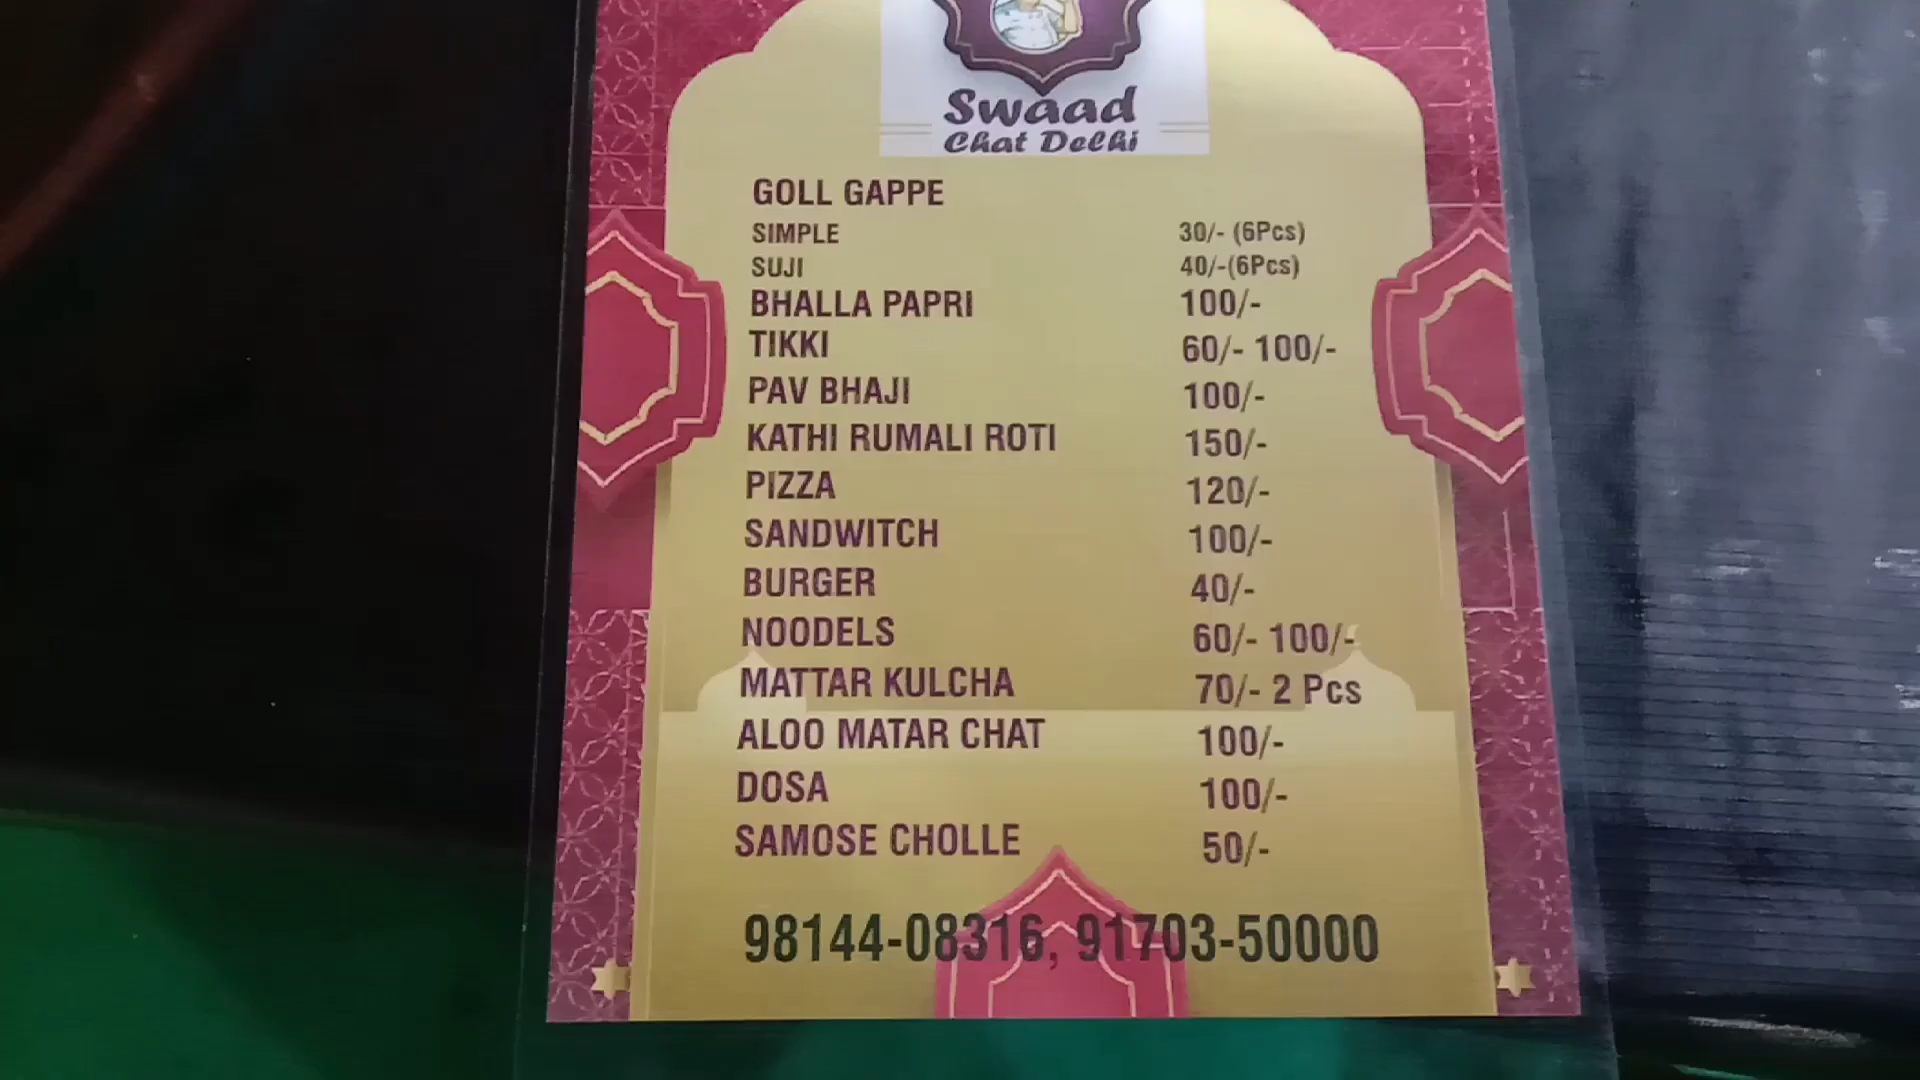 Swaad
Chat Delhi
GOLL GAPPE
SIMPLE 30/- (6Pcs)
SUJI 40/-(6Pcs)
BHALLA PAPRI 100/-
TIKKI 60/- 100/-
PAV BHAJI 100/-
KATHI RUMALI ROTI 150/-
PIZZA 120/-
SANDWITCH 100/-
BURGER 40/-
NOODELS 60/- 100/-
MATTAR KULCHA 70/- 2 Pcs
ALOO MATAR CHAT 100/-
DOSA 100/-
SAMOSE CHOLLE 50/-
98144-08316, 91703-50000